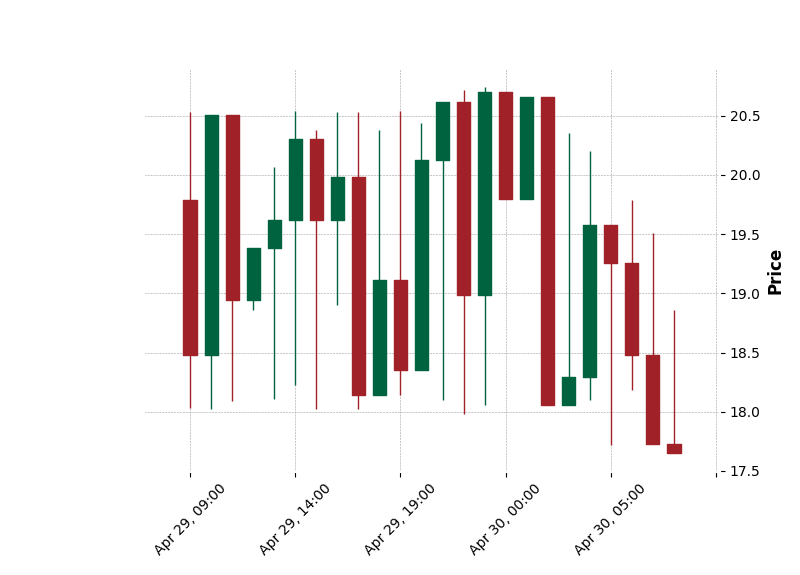 20.5
20.0
19.5
19.0
18.5
18.0
17.5
Price
Apr 29, 09:00
Apr 29, 14:00
Apr 29, 19:00
Apr 30, 00:00
Apr 30, 05:00